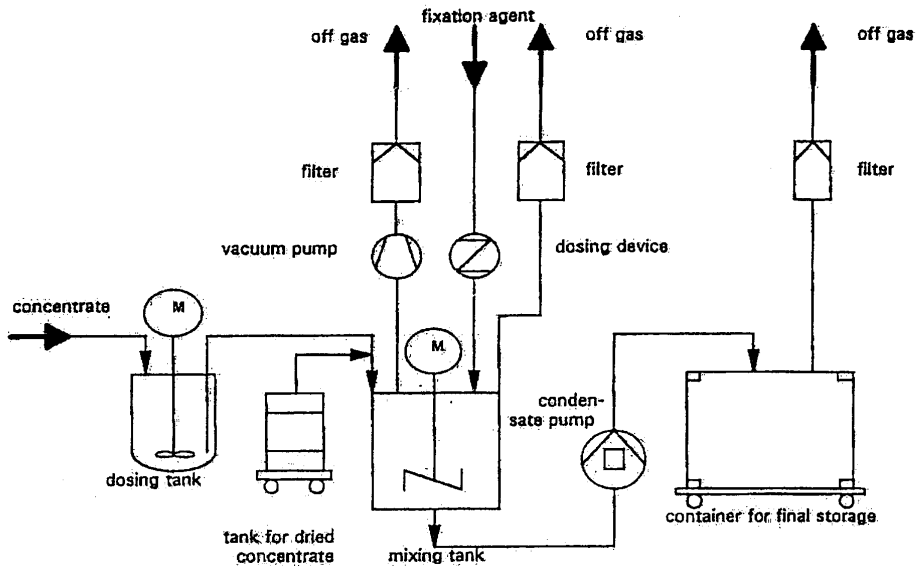 fixation agent
off gas
off gas
off gas
filter
filter
filter
vacuum pump
dosing device
concentrate
M
M
conden-
sate pump
dosing tank
tank for dried
concentrate
mixing tank
container for final storage